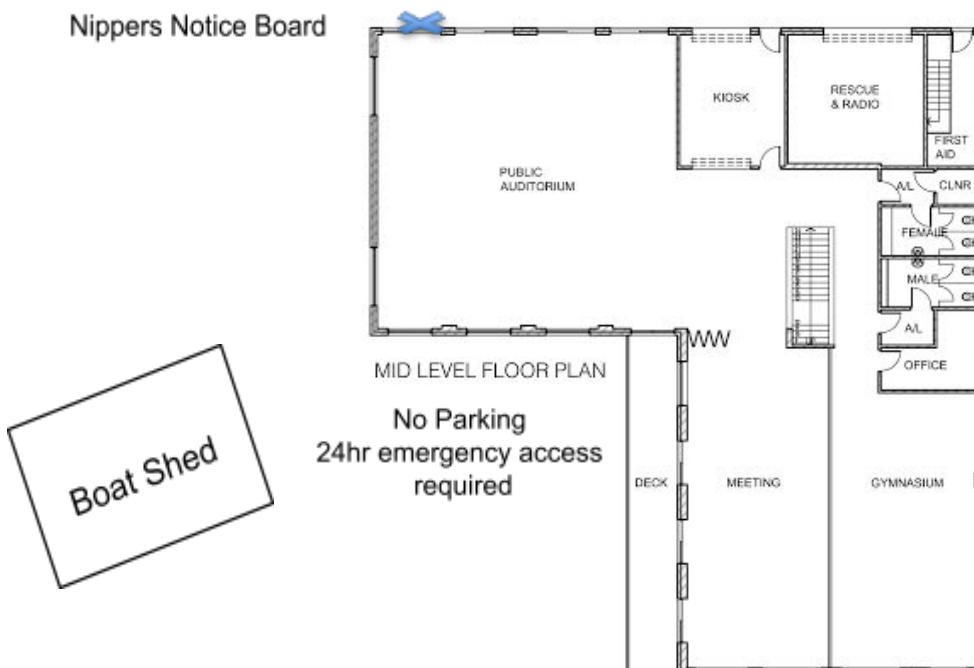 Nippers Notice Board
KIOSK
RESCUE
& RADIO
FIRST
AID
PUBLIC
AUDITORIUM
A/L
CLNR
FEMALE
MALE
A/L
OFFICE
MID LEVEL FLOOR PLAN
No Parking
24hr emergency access
required
Boat Shed
DECK
MEETING
GYMNASIUM